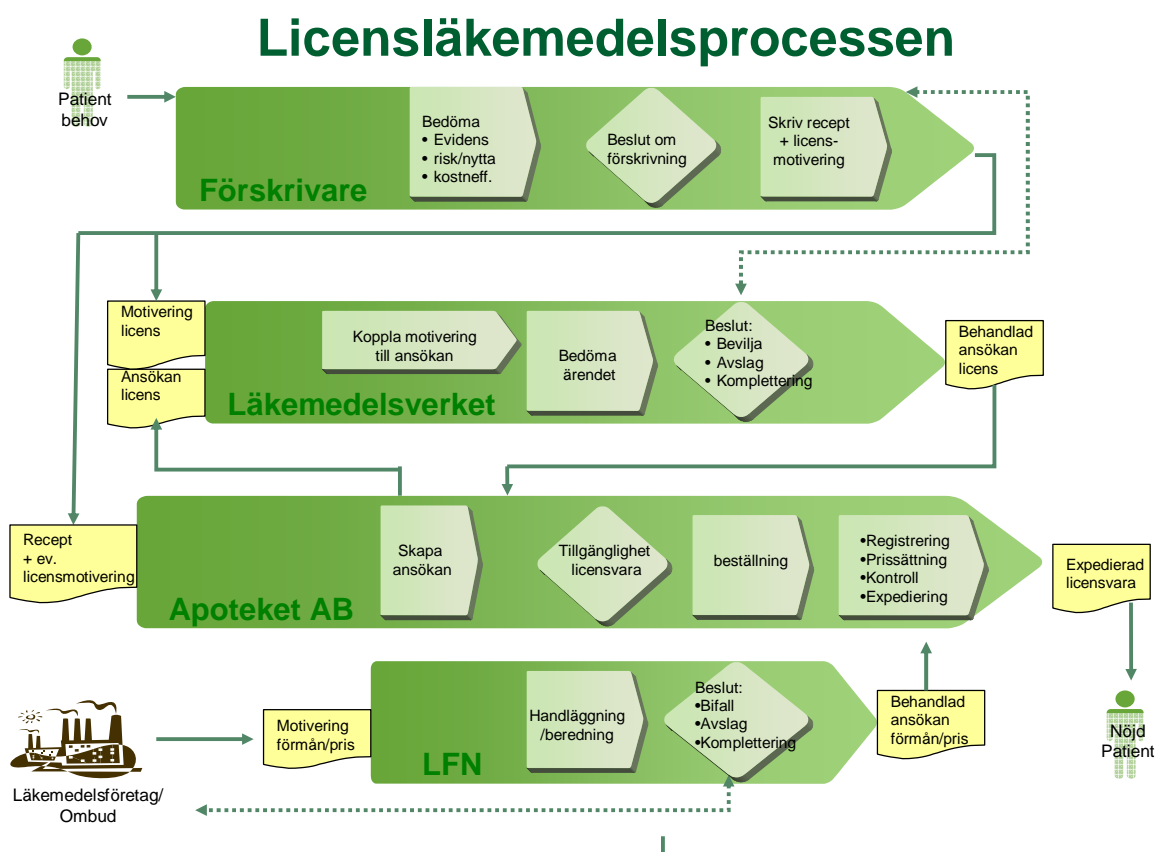 Licensläkemedelsprocessen
Patient
behov
Bedöma
• Evidens
• risk/nytta
• kostneff.
Beslut om
förskrivning
Skriv recept
+ licens-
motivering
Förskrivare
Motivering
licens
Ansökan
licens
Koppla motivering
till ansökan
Bedöma
ärendet
Beslut:
• Bevilja
• Avslag
• Komplettering
Behandlad
ansökan
licens
Läkemedelsverket
Recept
+ ev.
licensmotivering
Skapa
ansökan
Tillgänglighet
licensvara
beställning
•Registrering
•Prissättning
•Kontroll
•Expediering
Expedierad
licensvara
Apoteket AB
Motivering
förmån/pris
Handläggning
/beredning
Beslut:
•Bifall
•Avslag
•Komplettering
Behandlad
ansökan
förmån/pris
Nöjd
Patient
LFN
Läkemedelsföretag/
Ombud